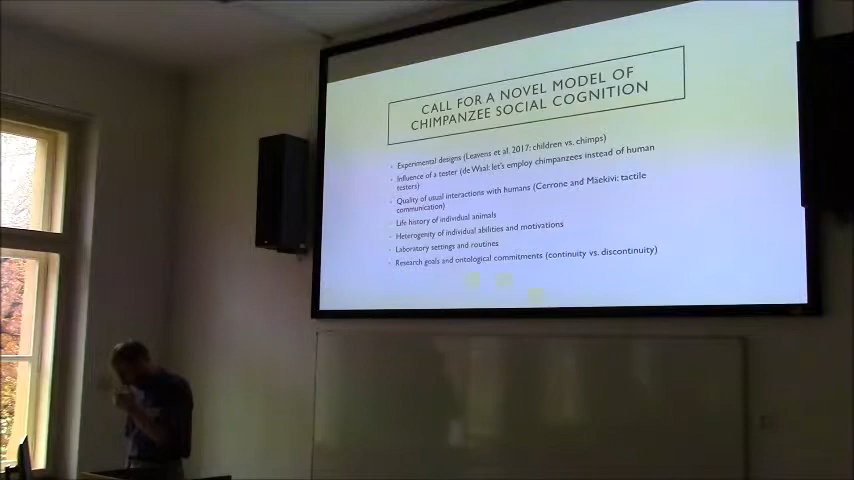 CALL FOR A NOVEL MODEL OF
CHIMPANZEE SOCIAL COGNITION
Experimental designs (Leavens et al. 2017: children vs. chimps)
Influence of a tester (de Waal: let's employ chimpanzees instead of human
testers)
Quality of usual interactions with humans (Cerrone and Maekivi: tactile
communication)
Life history of individual animals
Heterogenity of individual abilities and motivations
Laboratory settings and routines
Research goals and ontological commitments (continuity vs. discontinuity)